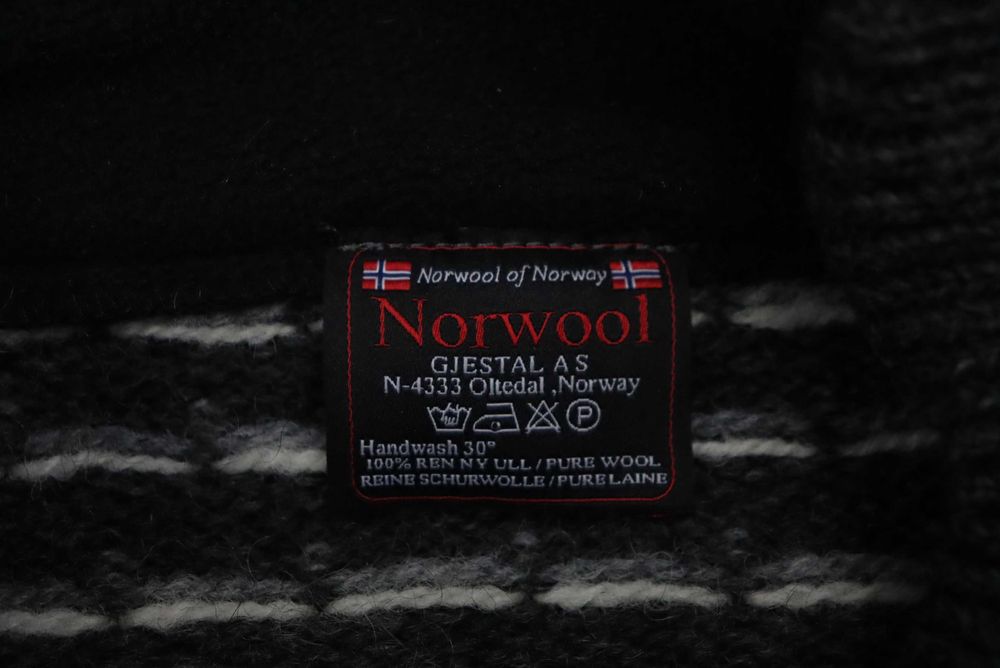 Norwool of Norway
Norwool
GJESTAL A S
N-4333 Oltedal ,Norway
P
Handwash 30°
100% REN NY ULL / PURE WOOL
REINE SCHURWOLLE / PURE LAINE